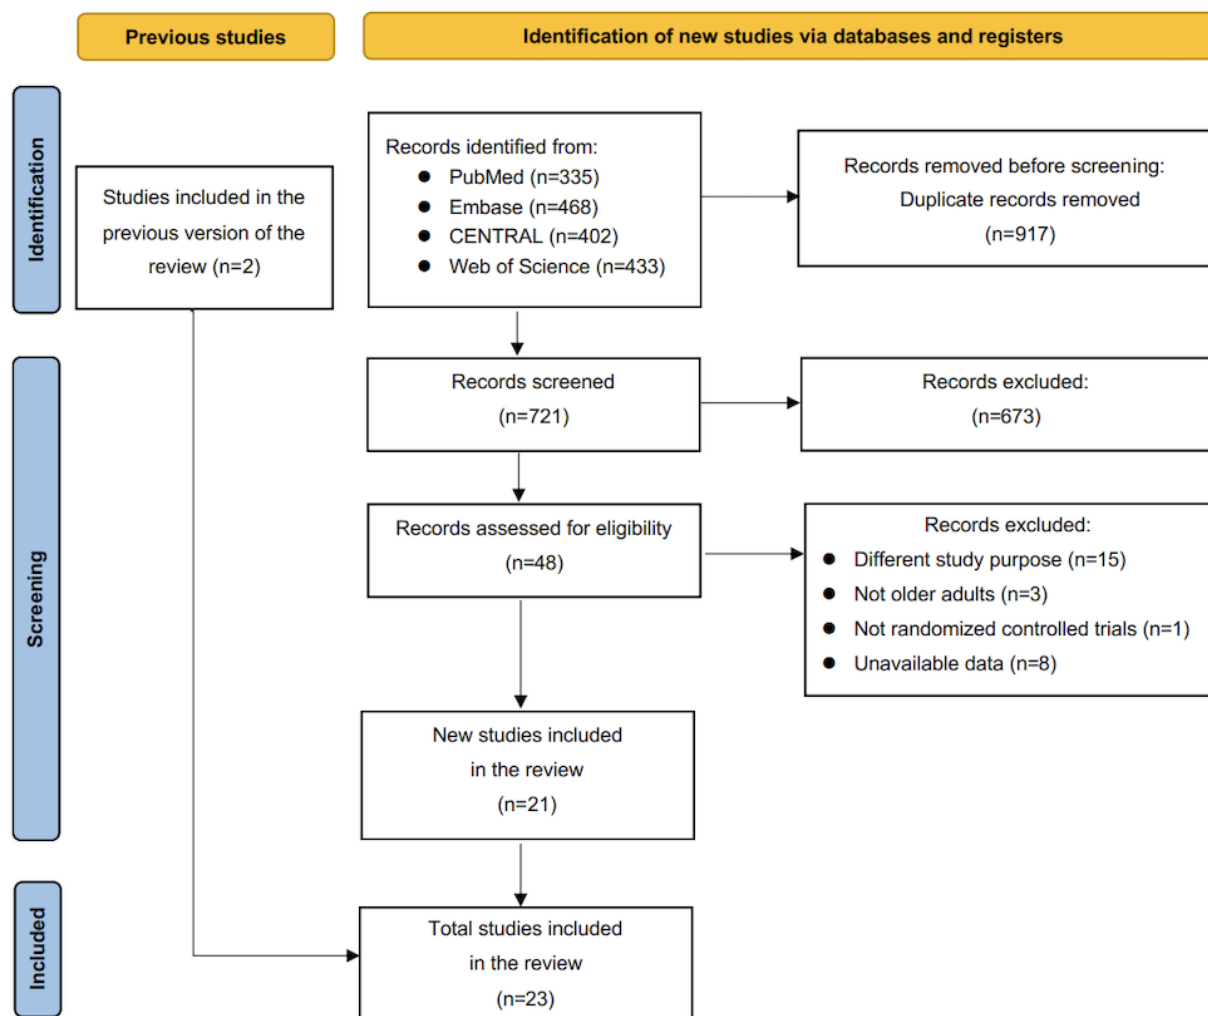 Previous studies
Identification of new studies via databases and registers
Identification
Studies included in the
previous version of the
review (n=2)
Records identified from:
● PubMed (n=335)
● Embase (n=468)
● CENTRAL (n=402)
● Web of Science (n=433)
Records removed before screening:
Duplicate records removed
(n=917)
Screening
Records screened
(n=721)
Records excluded:
(n=673)
Records assessed for eligibility
(n=48)
Records excluded:
● Different study purpose (n=15)
● Not older adults (n=3)
● Not randomized controlled trials (n=1)
● Unavailable data (n=8)
New studies included
in the review
(n=21)
Included
Total studies included
in the review
(n=23)